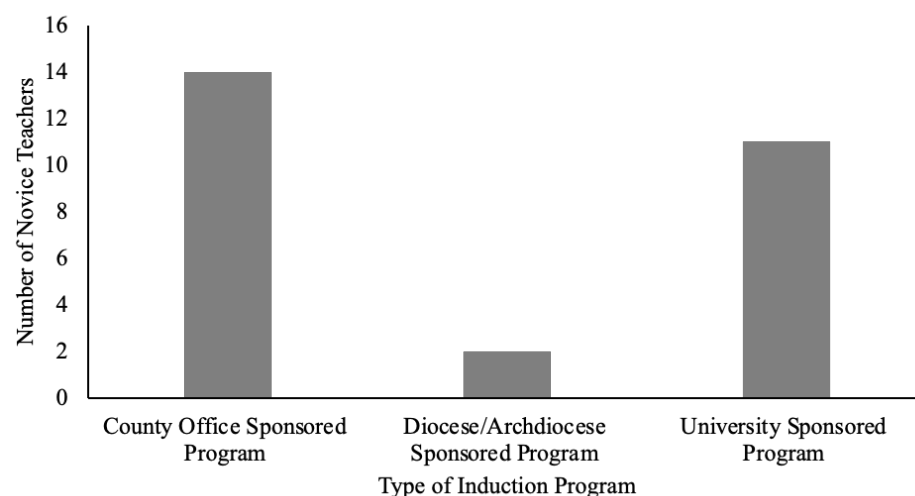 16
14
12
10
8
6
4
2
0
Number of Novice Teachers
County Office Sponsored
Program
Diocese/Archdiocese
Sponsored Program
University Sponsored
Program
Type of Induction Program